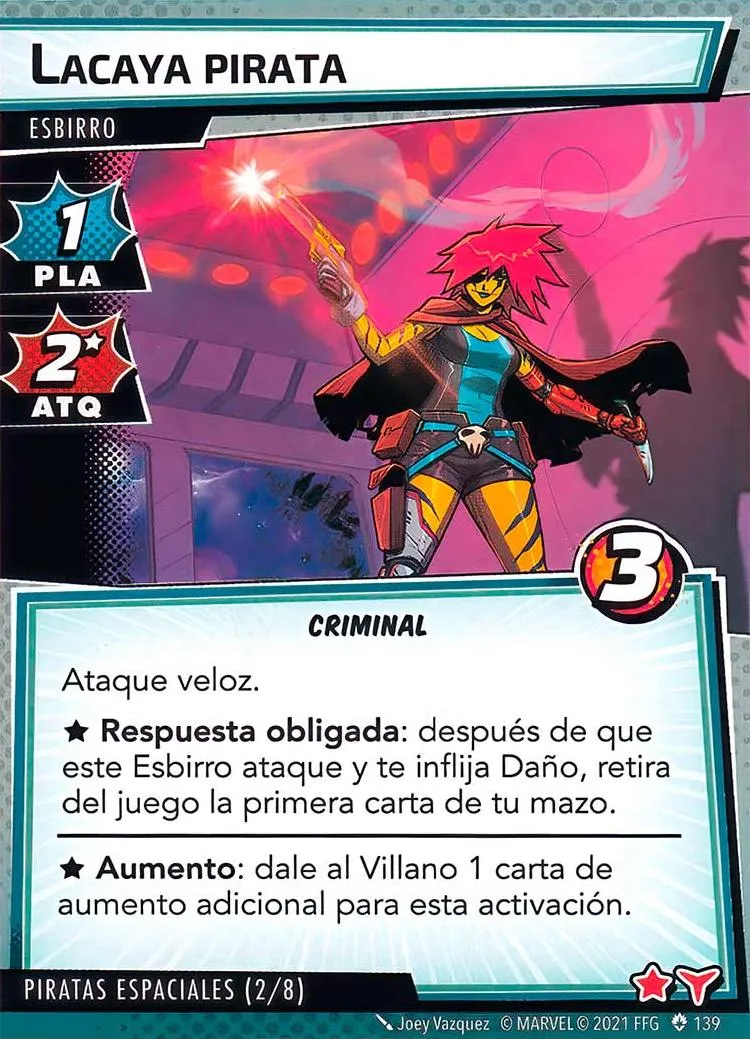 LACAYA PIRATA
ESBIRRO
1
PLA
2★
ATQ
3
CRIMINAL
Ataque veloz.
★ Respuesta obligada: después de que
este Esbirro ataque y te inflija Daño, retira
del juego la primera carta de tu mazo.
★ Aumento: dale al Villano 1 carta de
aumento adicional para esta activación.
PIRATAS ESPACIALES (2/8)
Joey Vazquez © MARVEL © 2021 FFG 139